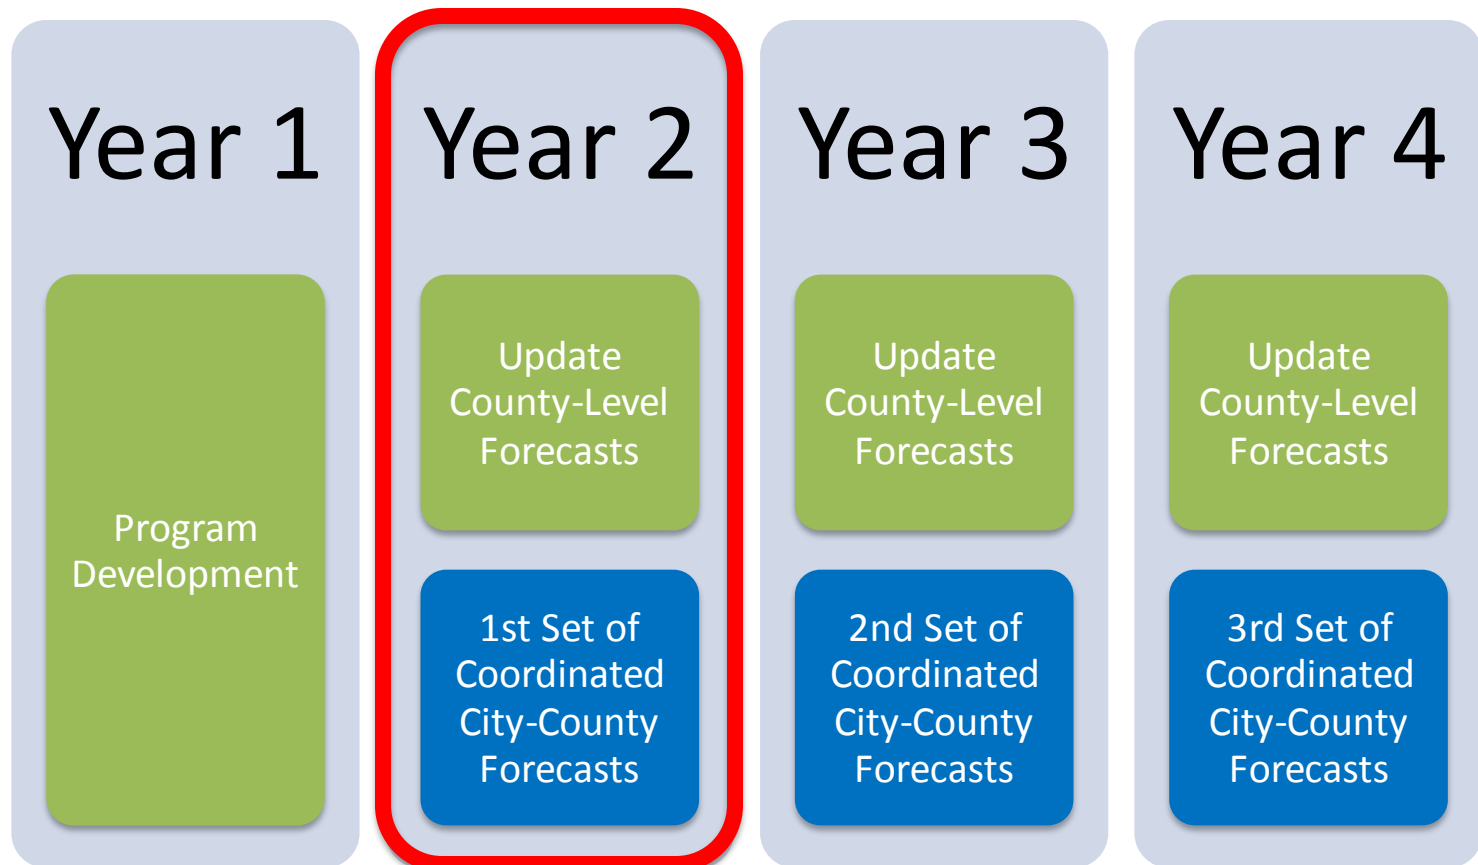 Year 1
Program
Development
Year 2
Update
County-Level
Forecasts
1st Set of
Coordinated
City-County
Forecasts
Year 3
Update
County-Level
Forecasts
2nd Set of
Coordinated
City-County
Forecasts
Year 4
Update
County-Level
Forecasts
3rd Set of
Coordinated
City-County
Forecasts